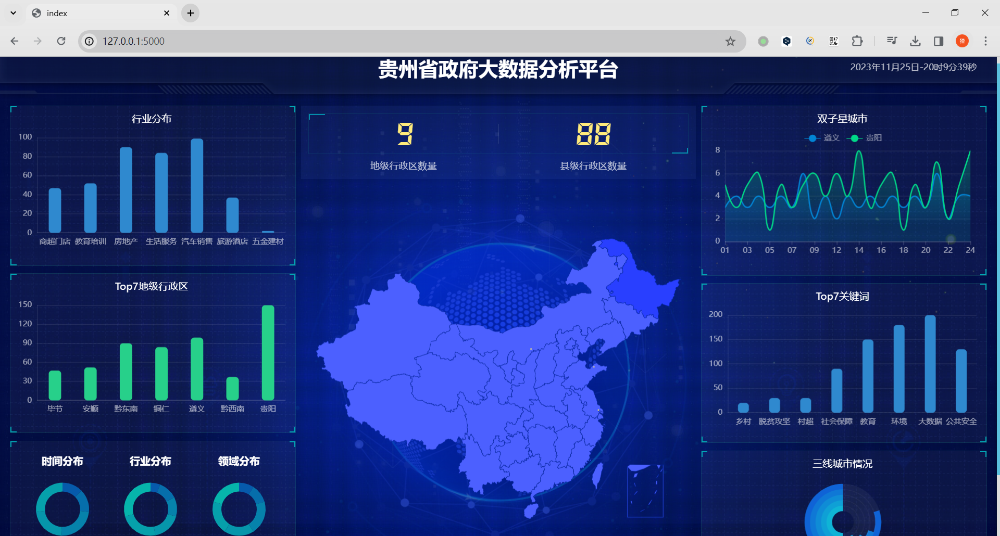 index
127.0.0.1:5000
猹
贵州省政府大数据分析平台
2023年11月25日-20时9分39秒
行业分布
100
80
60
40
20
0
商超门店 教育培训 房地产 生活服务 汽车销售 旅游酒店 五金建材
Top7地级行政区
150
120
90
60
30
0
毕节 安顺 黔东南 铜仁 遵义 黔西南 贵阳
时间分布 行业分布 领域分布
9 88
地级行政区数量 县级行政区数量
双子星城市
遵义 贵阳
8
6
4
2
0
01 03 05 07 09 12 14 16 18 20 22 24
Top7关键词
200
150
100
50
0
乡村 脱贫攻坚 村超 社会保障 教育 环境 大数据 公共安全
三线城市情况